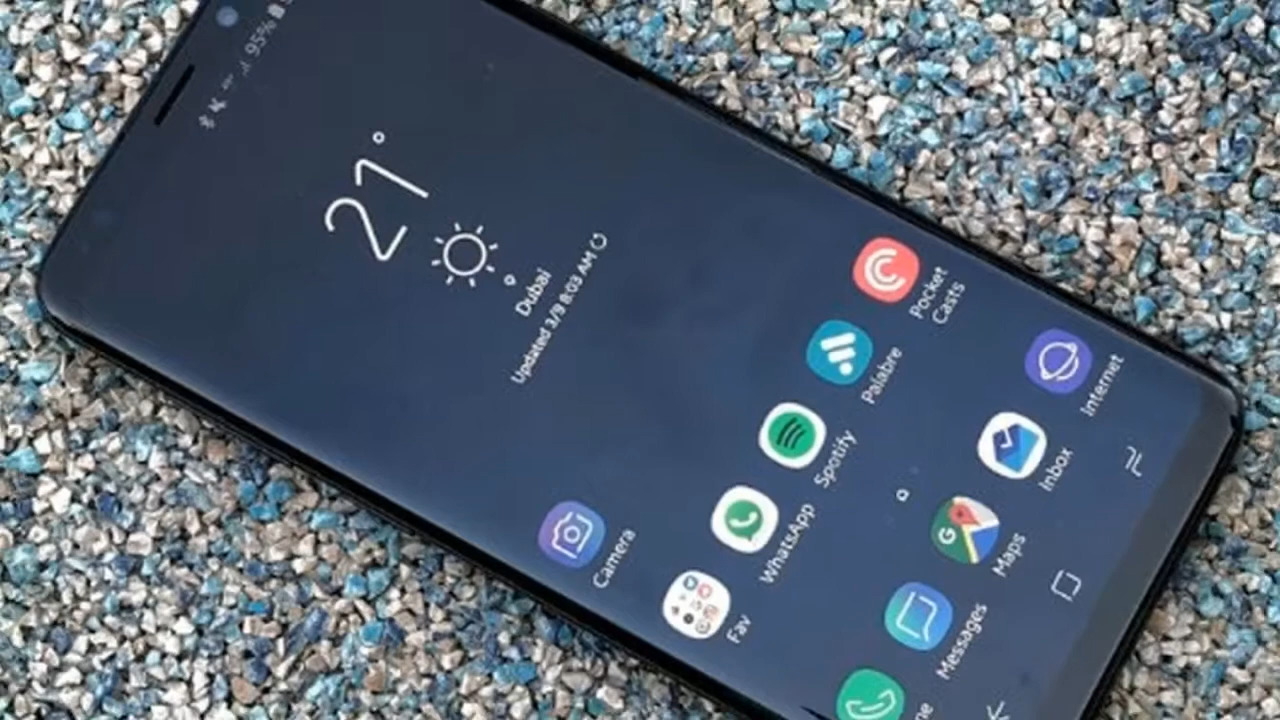 95%
21°
Dubai
Updated 3/9 8:03 AM
Camera
Fav
WhatsApp
Spotify
Palabre
Pocket
Casts
Messages
Maps
Inbox
Internet